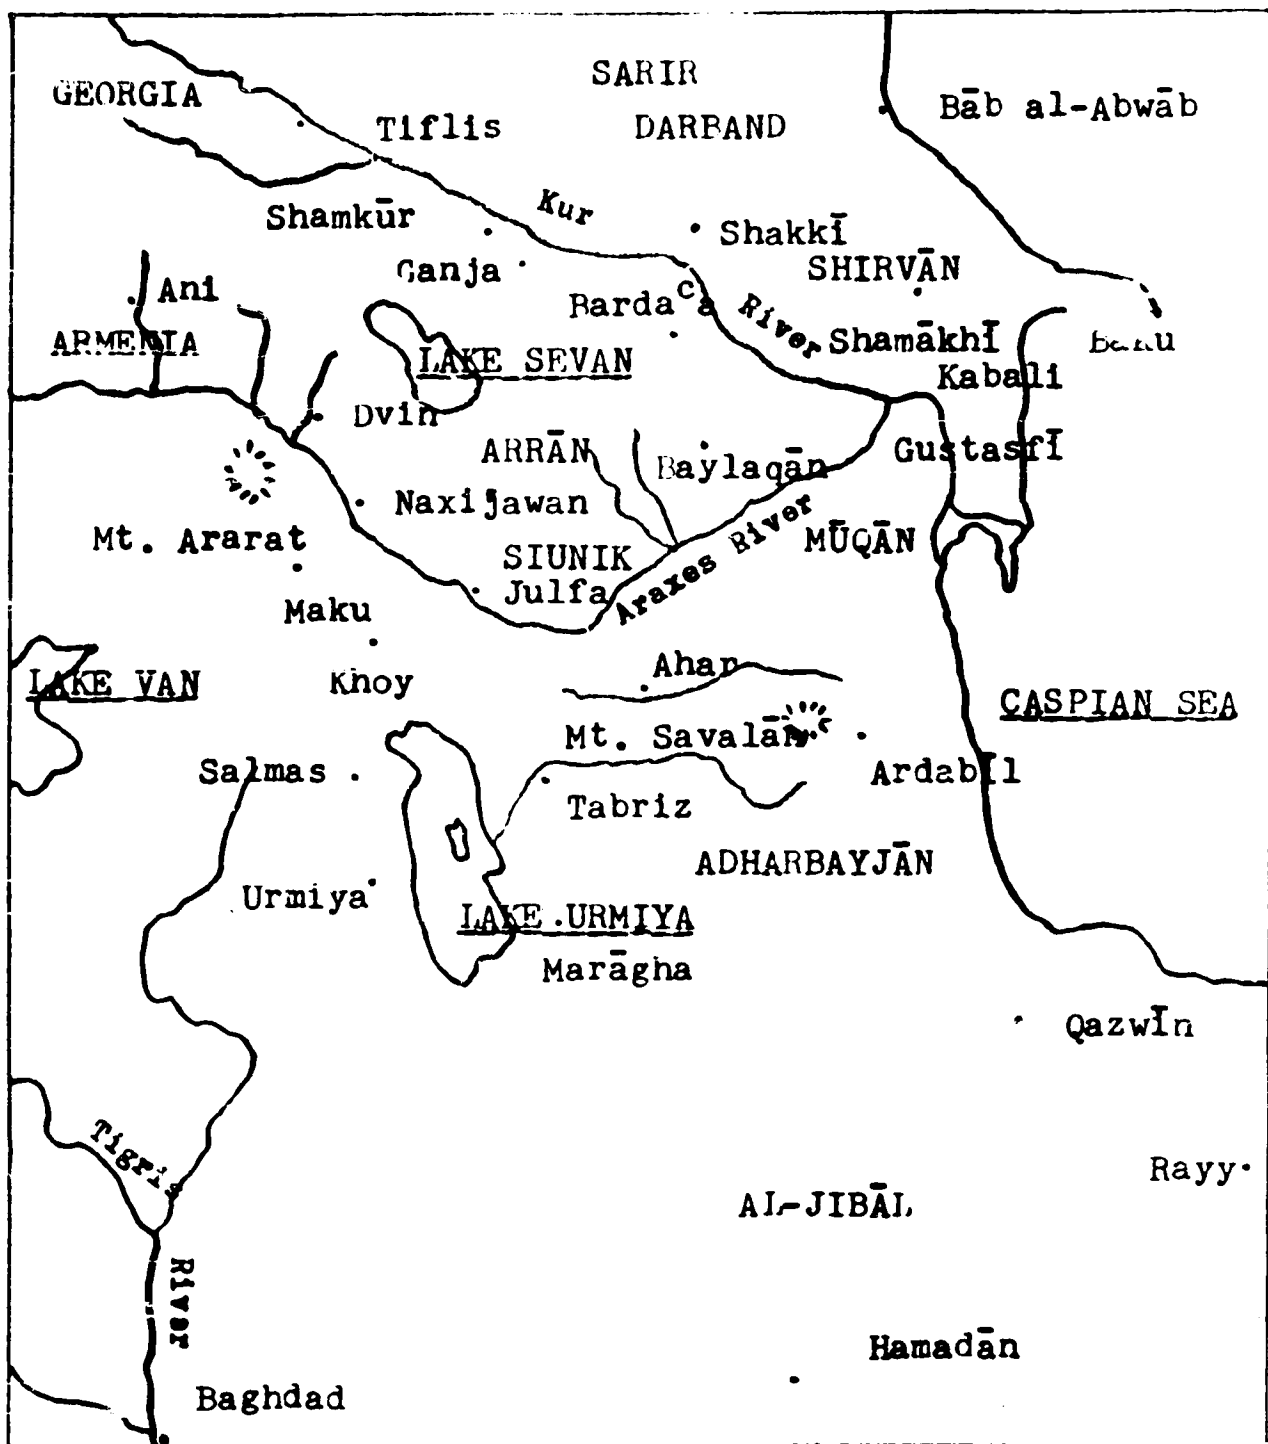 SARIR
GEORGIA
Bāb al-Abwāb
Tiflis
DARBAND
Kur
Shamkūr
Shakkī
Ganja
SHIRVĀN
Ani
Bardaᶜa
River
ARMENIA
LAKE SEVAN
Shamākhī
Kabali
Dvin
ARRĀN
Baylaqān
Gustasfī
Naxijawan
Mt. Ararat
SIUNIK
MŪQĀN
Julfa
Araxes River
Maku
Ahar
LAKE VAN
Khoy
CASPIAN SEA
Mt. Savalān
Salmas
Ardabīl
Tabriz
ADHARBAYJĀN
Urmiya
LAKE URMIYA
Marāgha
Qazwīn
Tigris
Rayy
AL-JIBĀL
River
Hamadān
Baghdad